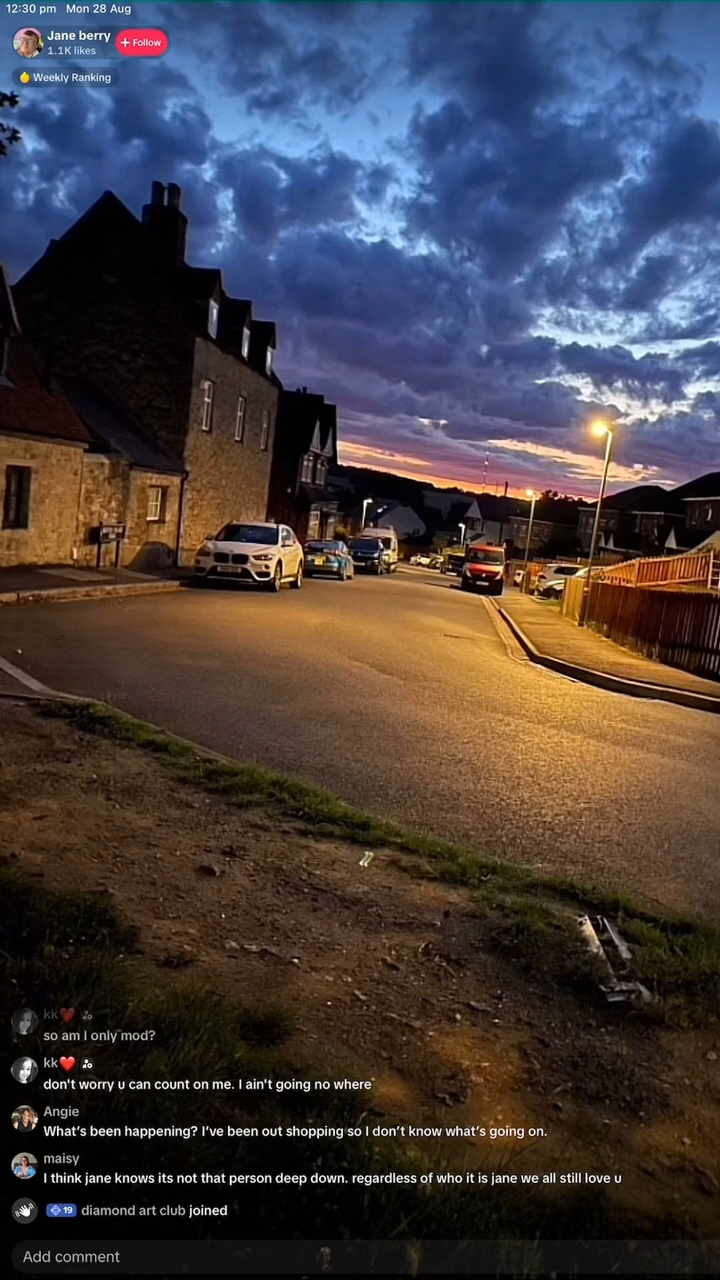 12:30 pm Mon 28 Aug
Jane berry
1.1K likes
+ Follow
Weekly Ranking
kk❤️
so am I only mod?
kk❤️
don't worry u can count on me. I ain't going no where
Angie
What's been happening? I've been out shopping so I don't know what's going on.
maisy
I think jane knows its not that person deep down. regardless of who it is jane we all still love u
19 diamond art club joined
Add comment